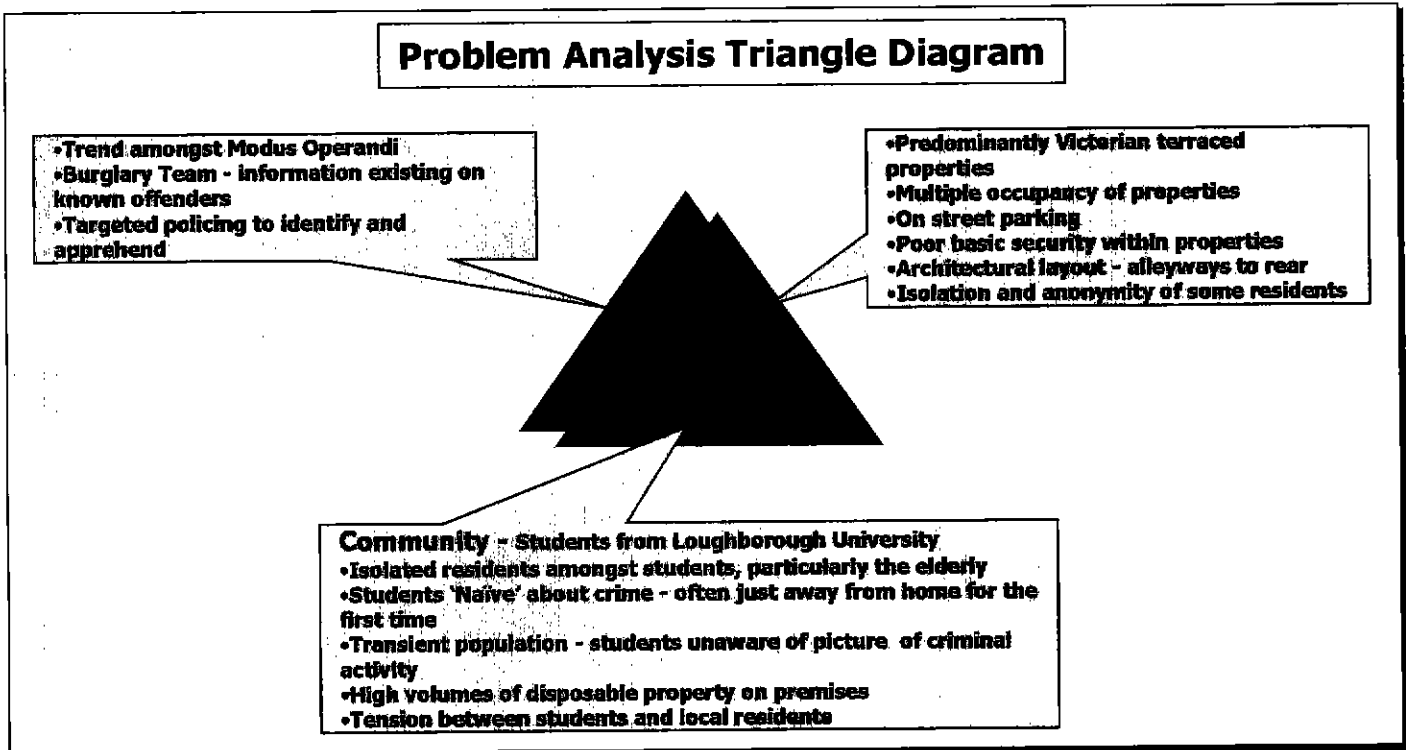 Problem Analysis Triangle Diagram
•Trend amongst Modus Operandi
•Burglary Team - information existing on
known offenders
•Targeted policing to identify and
apprehend
•Predominantly Victorian terraced
properties
•Multiple occupancy of properties
•On street parking
•Poor basic security within properties
•Architectural layout - alleyways to rear
•Isolation and anonymity of some residents
Community - Students from Loughborough University
•Isolated residents amongst students, particularly the elderly
•Students 'Naïve' about crime - often just away from home for the
first time
•Transient population - students unaware of picture of criminal
activity
•High volumes of disposable property on premises
•Tension between students and local residents